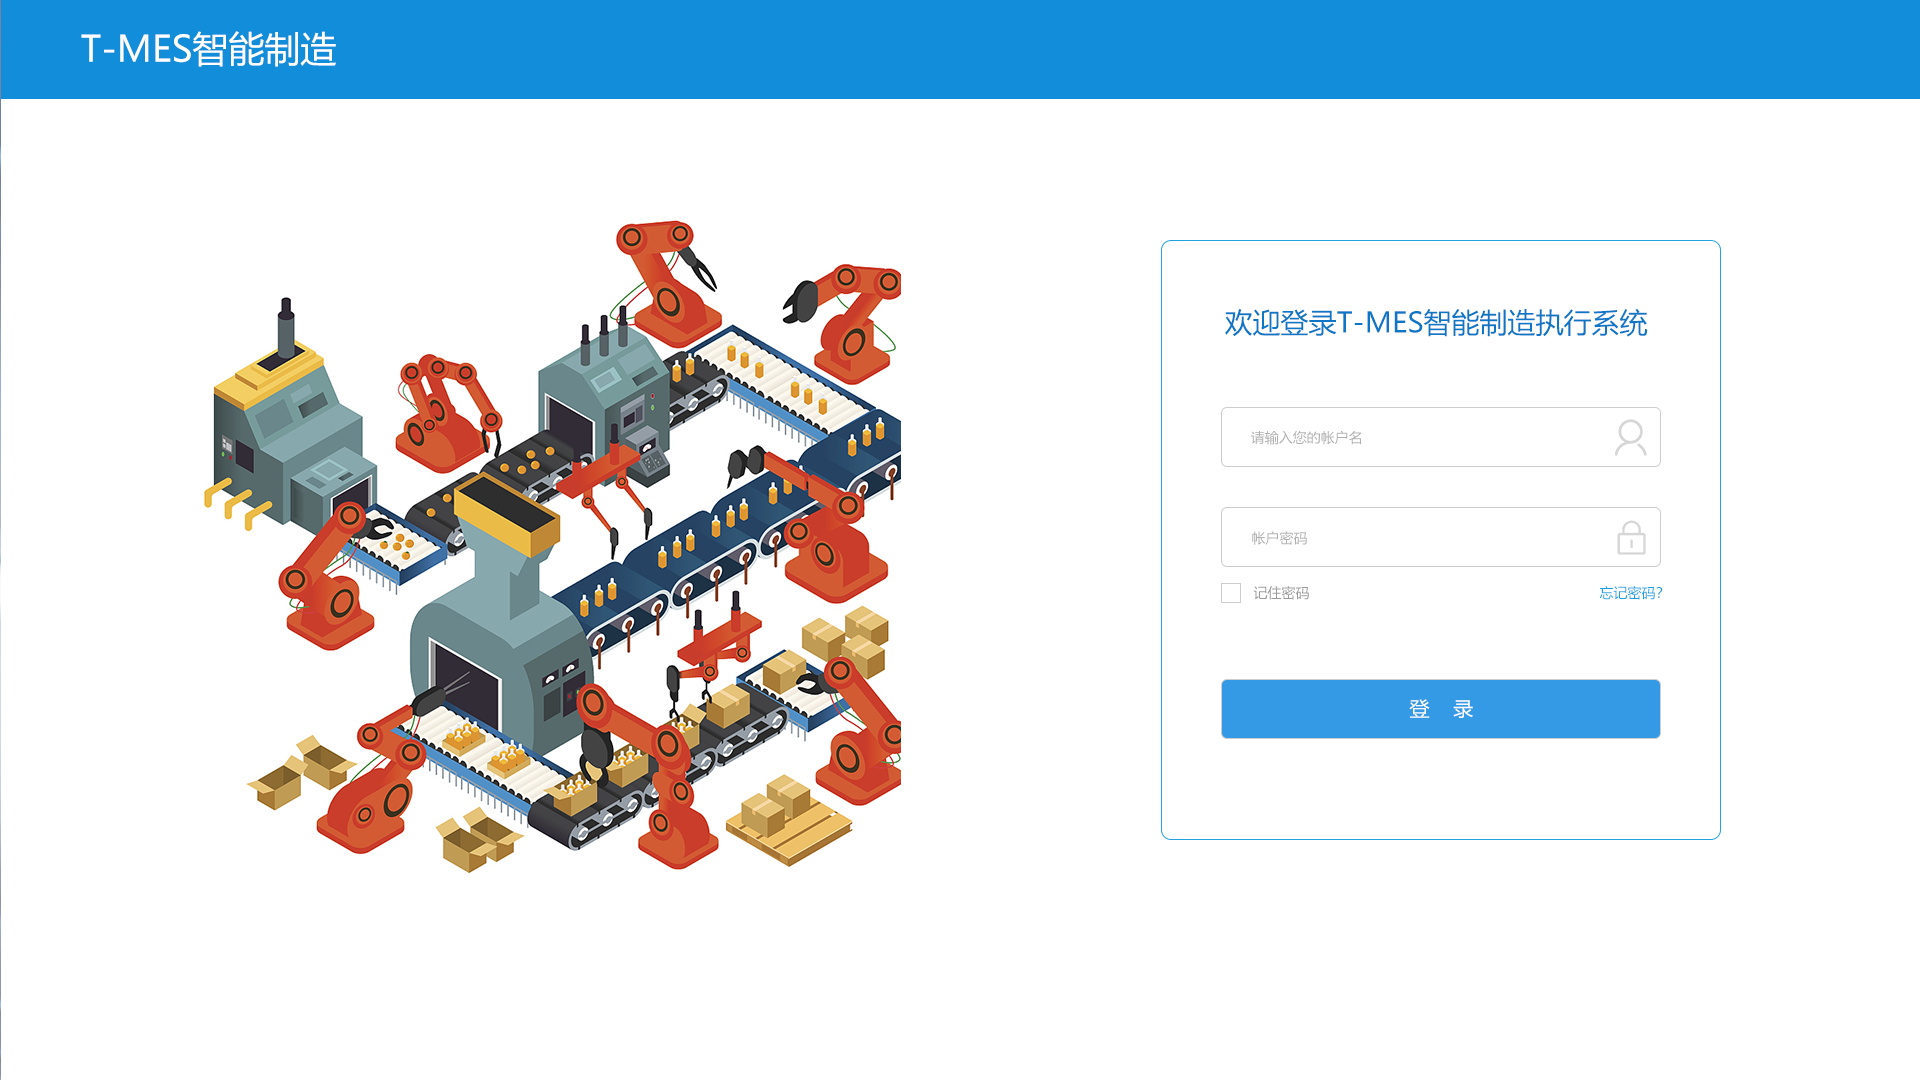 T-MES智能制造
欢迎登录T-MES智能制造执行系统
请输入您的帐户名
帐户密码
记住密码 忘记密码?
登 录